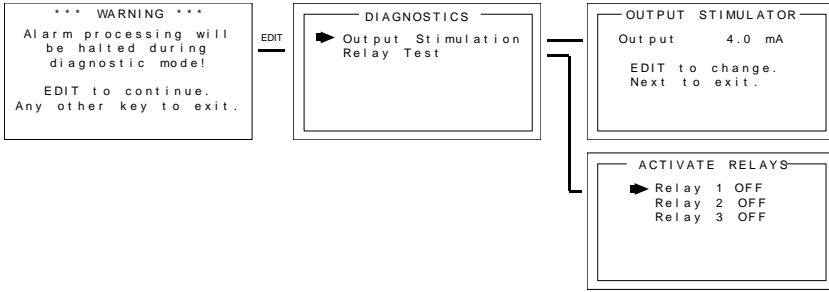 *** WARNING ***
Alarm processing will
be halted during
diagnostic mode!
EDIT to continue.
Any other key to exit.
EDIT
DIAGNOSTICS
Output Stimulation
Relay Test
OUTPUT STIMULATOR
Output 4.0 mA
EDIT to change.
Next to exit.
ACTIVATE RELAYS
Relay 1 OFF
Relay 2 OFF
Relay 3 OFF